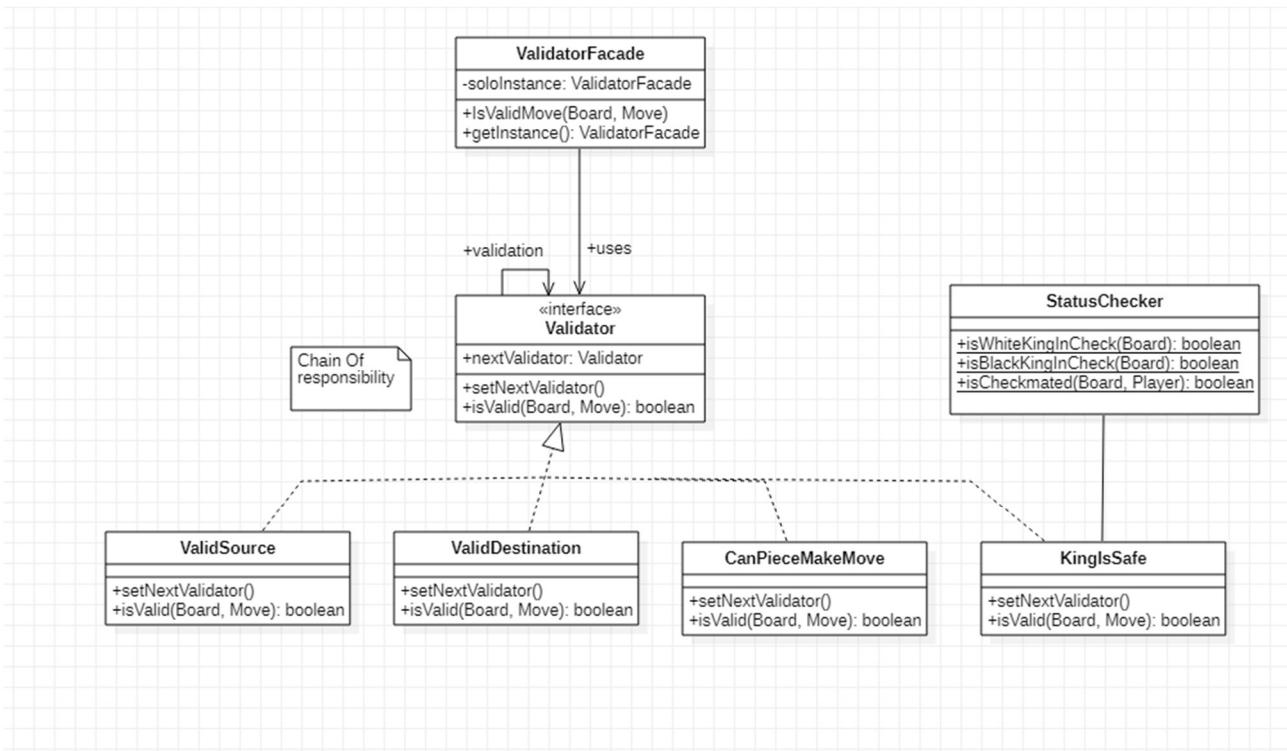 ValidatorFacade
-soloInstance: ValidatorFacade
+IsValidMove(Board, Move)
+getInstance(): ValidatorFacade
+validation
+uses
«interface»
Validator
+nextValidator: Validator
+setNextValidator()
+isValid(Board, Move): boolean
Chain Of
responsibility
StatusChecker
+isWhiteKingInCheck(Board): boolean
+isBlackKingInCheck(Board): boolean
+isCheckmated(Board, Player): boolean
ValidSource
+setNextValidator()
+isValid(Board, Move): boolean
ValidDestination
+setNextValidator()
+isValid(Board, Move): boolean
CanPieceMakeMove
+setNextValidator()
+isValid(Board, Move): boolean
KingIsSafe
+setNextValidator()
+isValid(Board, Move): boolean